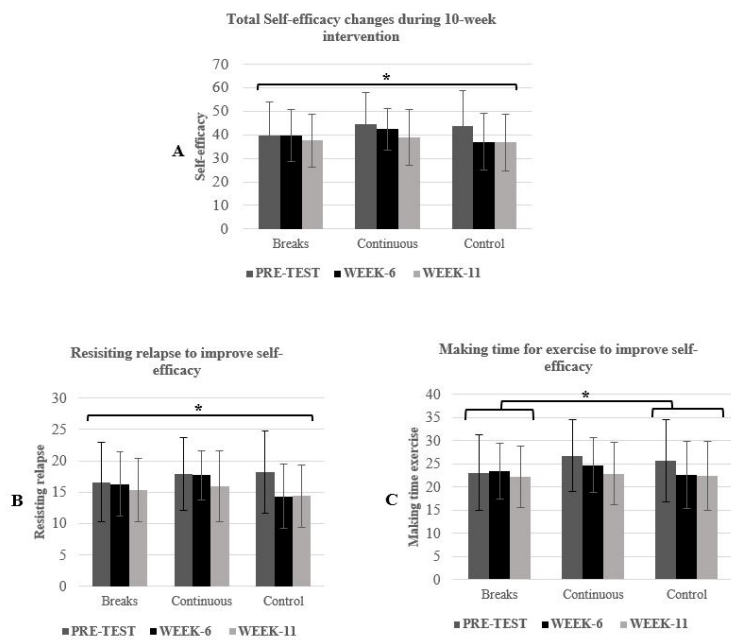 Total Self-efficacy changes during 10-week
intervention
*
70
60
50
40
30
20
10
0
A
Self-efficacy
Breaks
Continuous
Control
PRE-TEST WEEK-6 WEEK-11
Resisiting relapse to improve self-
efficacy
*
30
25
20
15
10
5
0
B
Resisting relapse
Breaks
Continuous
Control
PRE-TEST WEEK-6 WEEK-11
Making time for exercise to improve self-
efficacy
*
40
35
30
25
20
15
10
5
0
C
Making time exercise
Breaks
Continuous
Control
PRE-TEST WEEK-6 WEEK-11